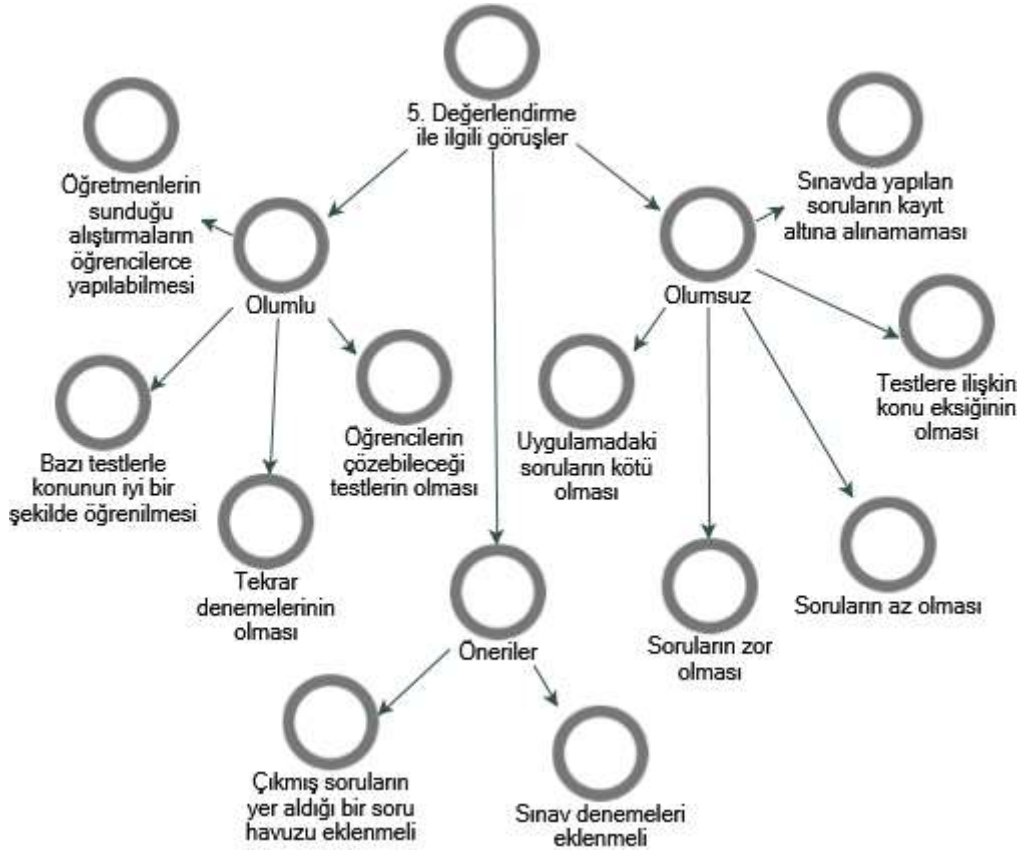 5. Değerlendirme
ile ilgili görüşler
Öğretmenlerin
sunduğu
alıştırmaların
öğrencilerce
yapılabilmesi
Sınavda yapılan
soruların kayıt
altına alınamaması
Olumlu
Olumsuz
Bazı testlerle
konunun iyi bir
şekilde öğrenilmesi
Öğrencilerin
çözebileceği
testlerin olması
Uygulamadaki
soruların kötü
olması
Testlere ilişkin
konu eksiğinin
olması
Tekrar
denemelerinin
olması
Öneriler
Soruların zor
olması
Soruların az olması
Çıkmış soruların
yer aldığı bir soru
havuzu eklenmeli
Sınav denemeleri
eklenmeli